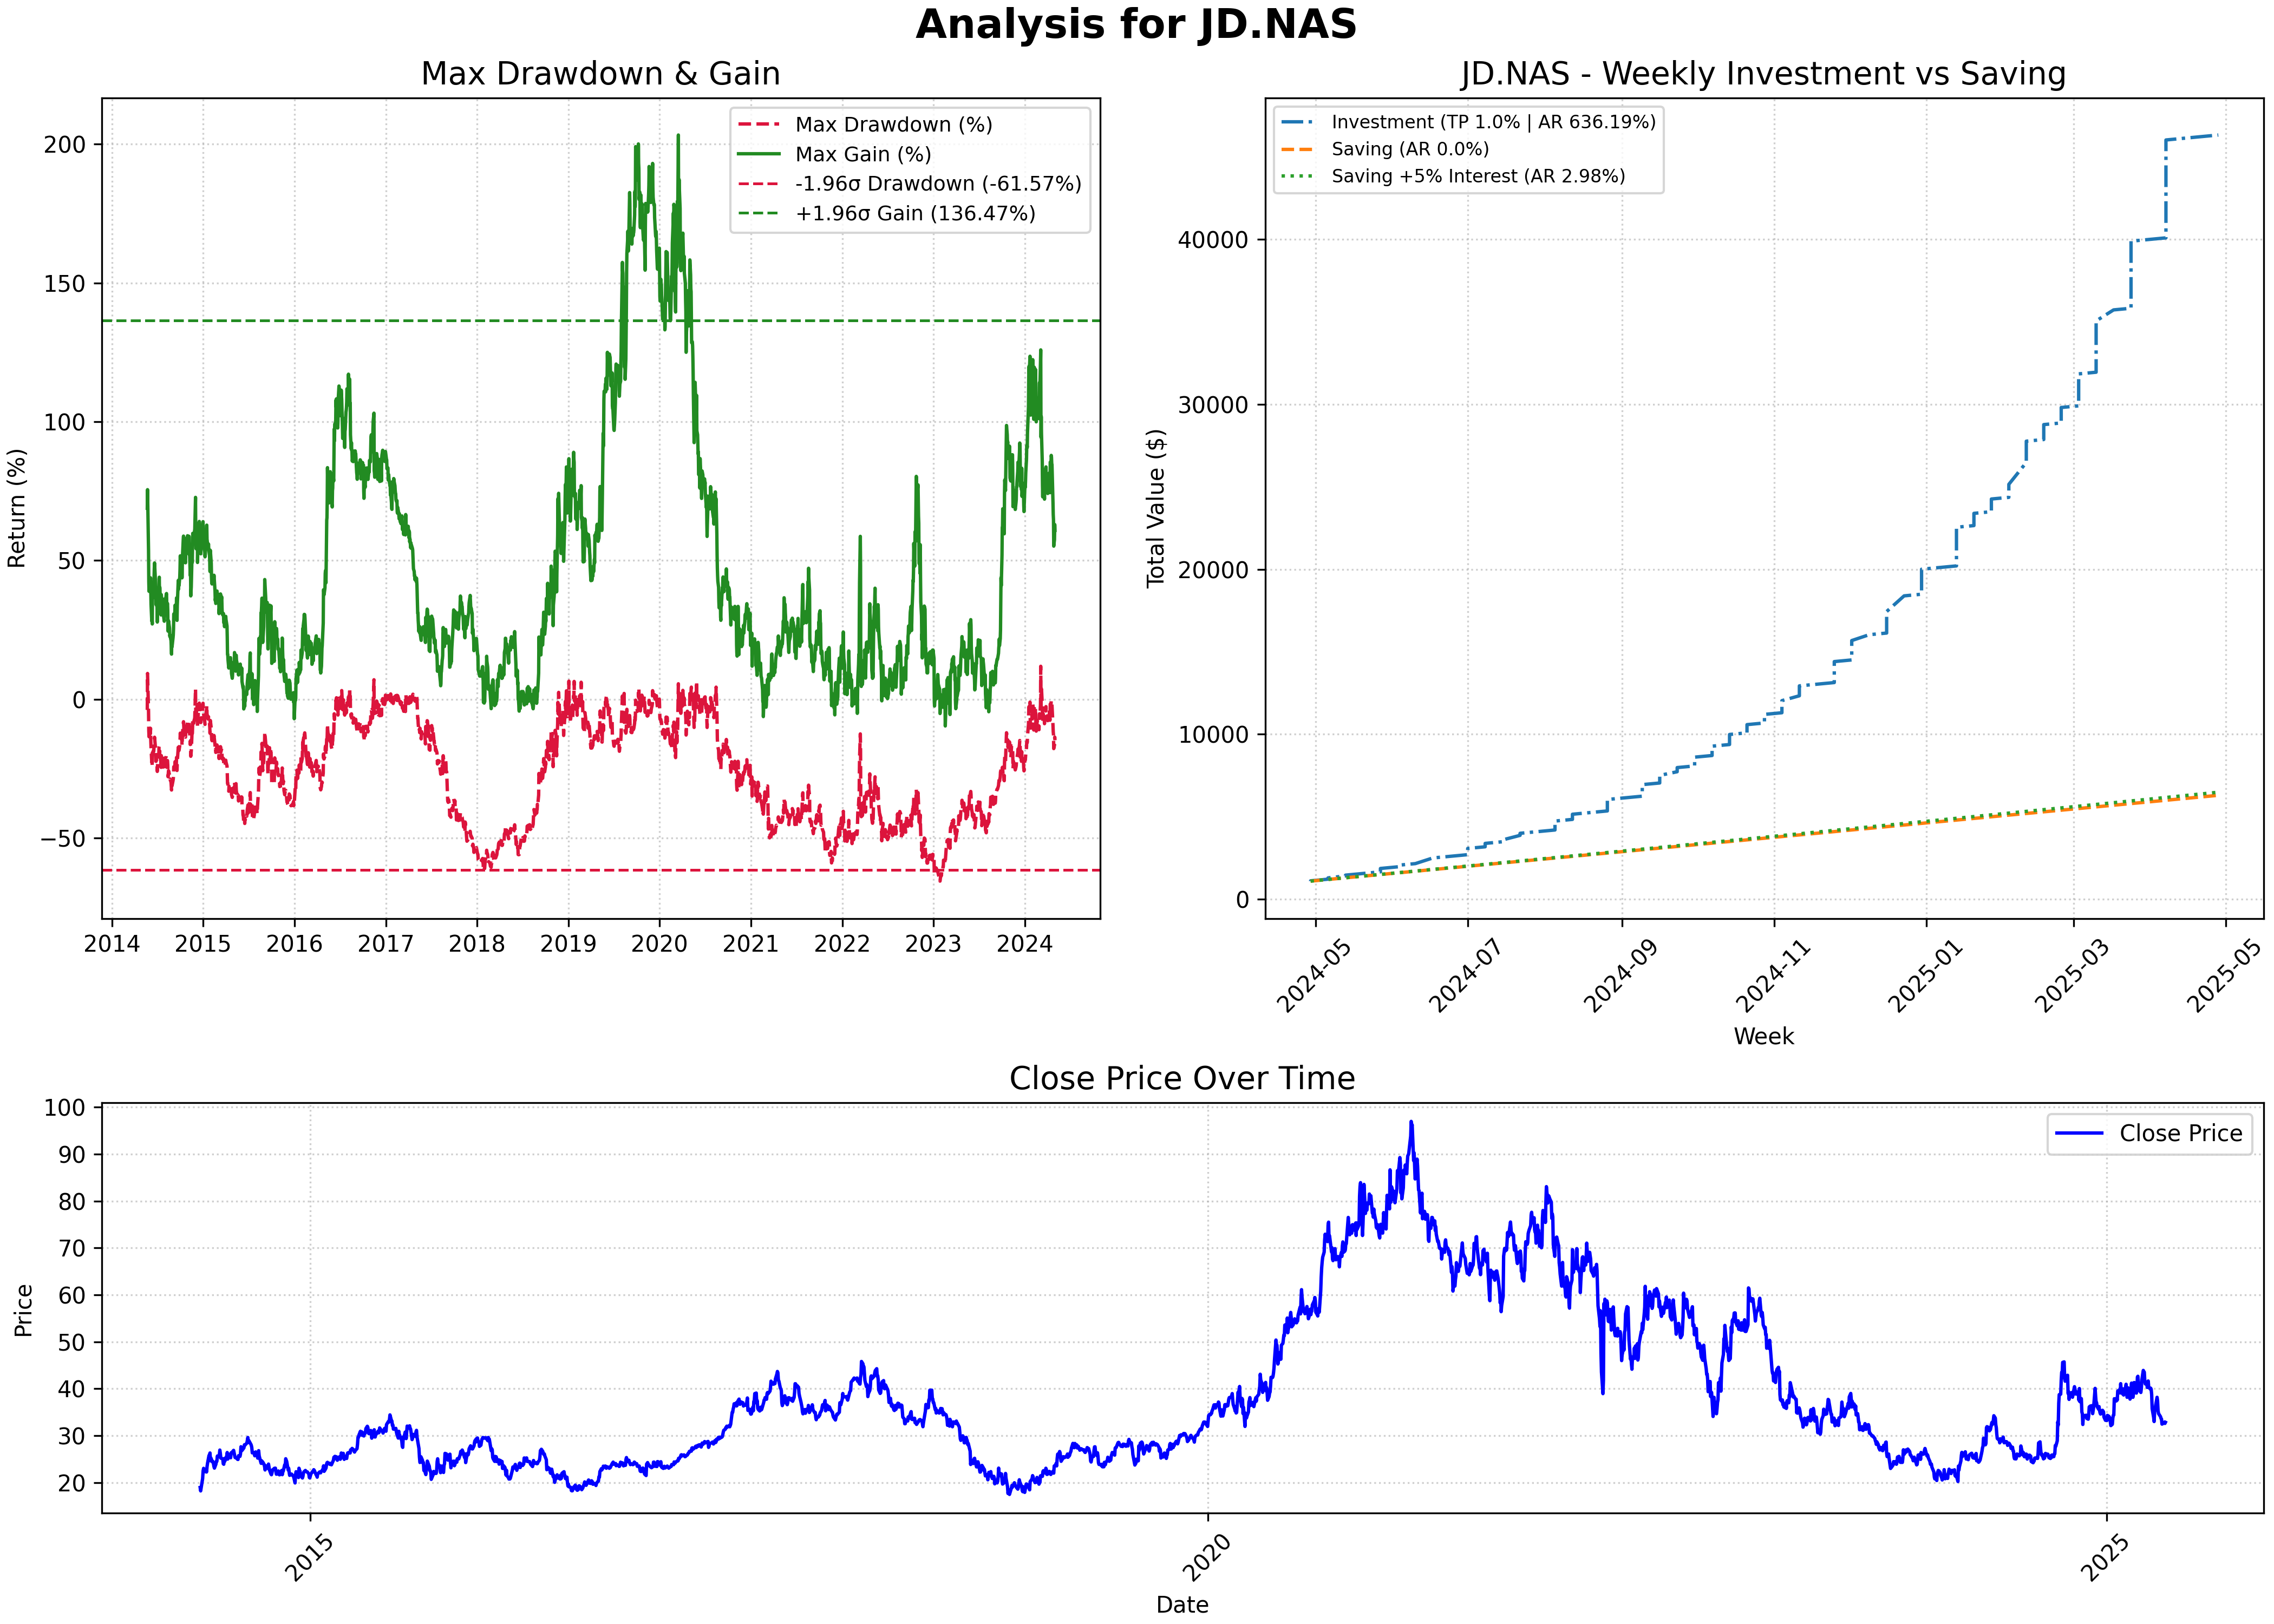 Analysis for JD.NAS
Max Drawdown & Gain
Return (%)
200
150
100
50
0
−50
Max Drawdown (%)
Max Gain (%)
-1.96σ Drawdown (-61.57%)
+1.96σ Gain (136.47%)
2014 2015 2016 2017 2018 2019 2020 2021 2022 2023 2024
JD.NAS - Weekly Investment vs Saving
Total Value ($)
40000
30000
20000
10000
0
Investment (TP 1.0% | AR 636.19%)
Saving (AR 0.0%)
Saving +5% Interest (AR 2.98%)
2024-05 2024-07 2024-09 2024-11 2025-01 2025-03 2025-05
Week
Close Price Over Time
Price
100
90
80
70
60
50
40
30
20
Close Price
2015 2020 2025
Date